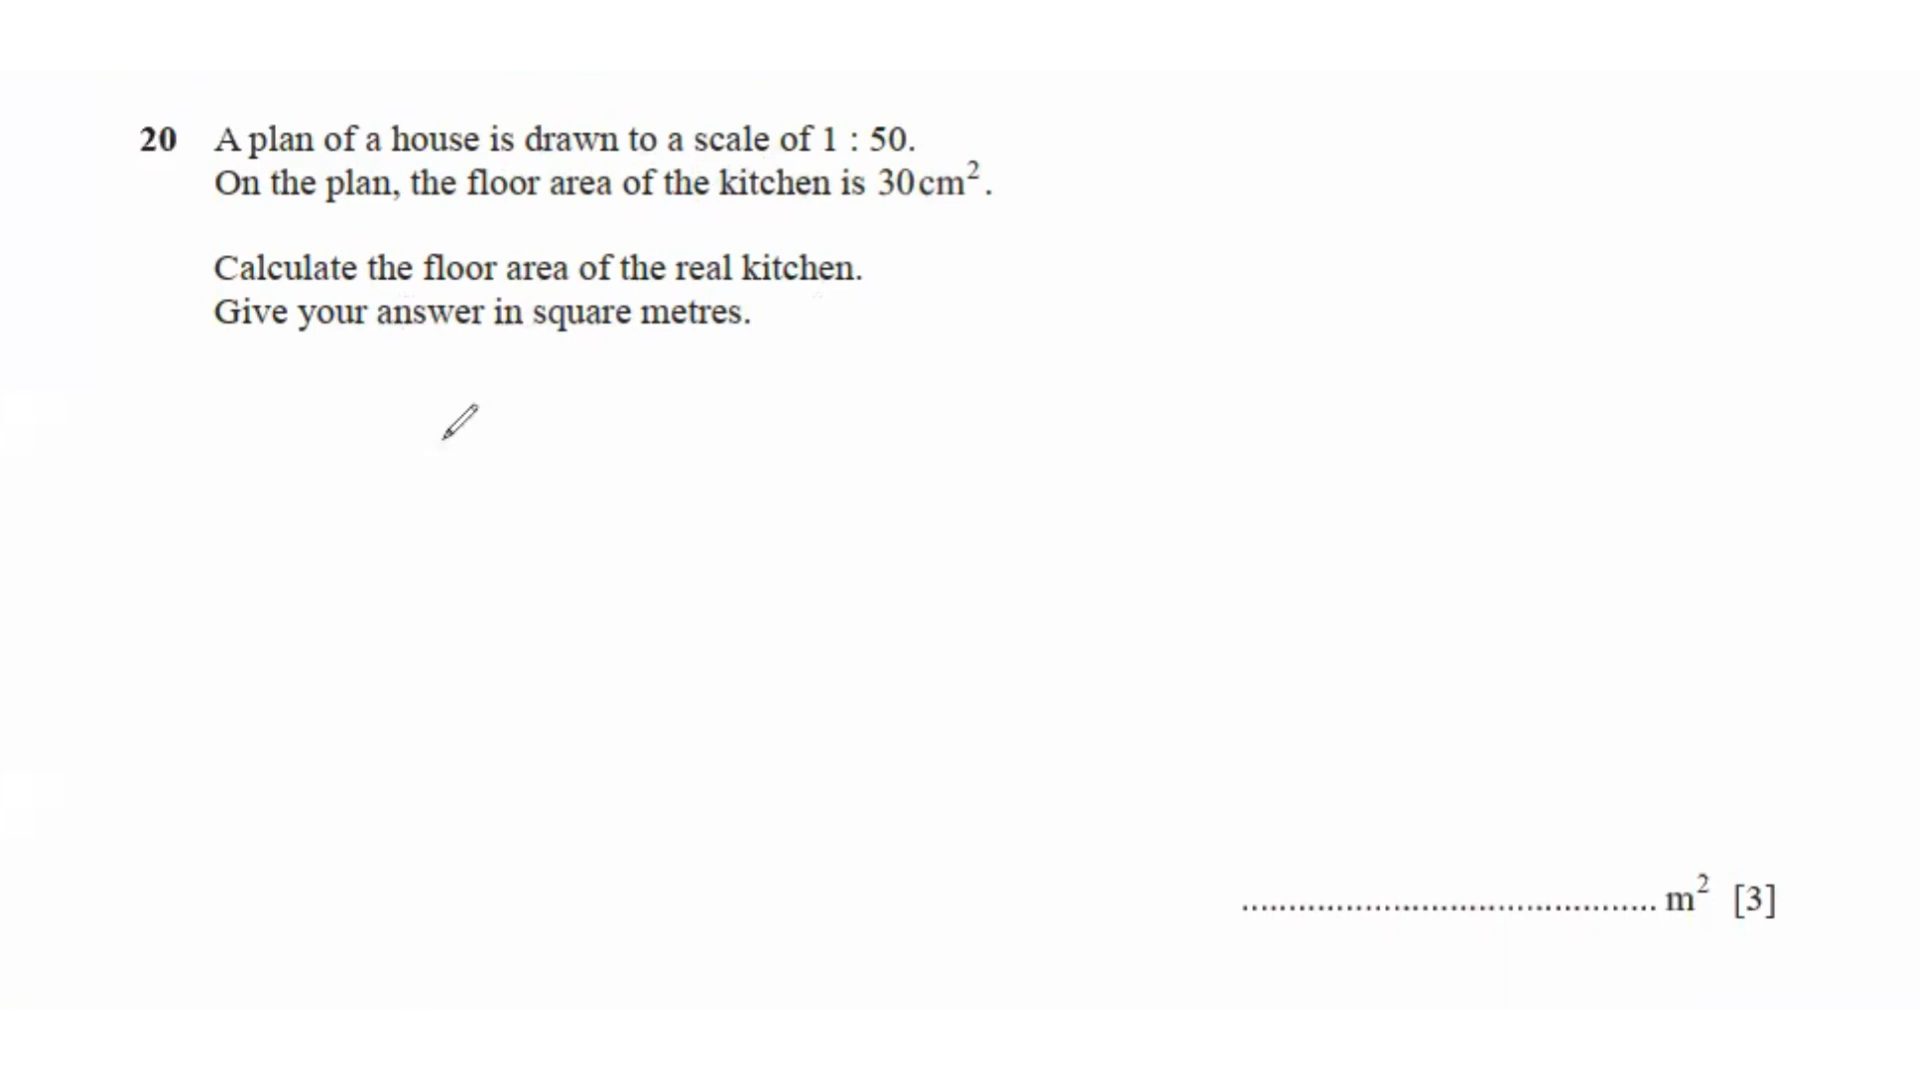 20 A plan of a house is drawn to a scale of 1 : 50.
On the plan, the floor area of the kitchen is 30 cm².
Calculate the floor area of the real kitchen.
Give your answer in square metres.
............................................ m² [3]